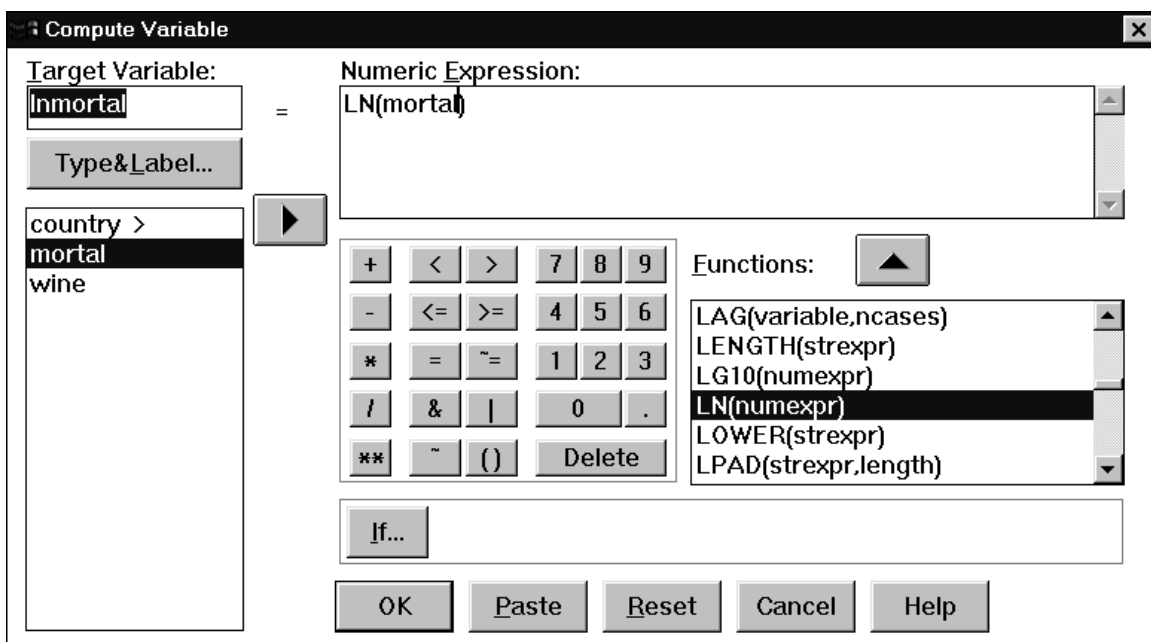 Compute Variable
Target Variable:
lnmortal
=
Numeric Expression:
LN(mortal)
Type&Label...
country >
mortal
wine
+ < > 7 8 9
- <= >= 4 5 6
* = ~= 1 2 3
/ & | 0 .
** ~ () Delete
Functions:
LAG(variable,ncases)
LENGTH(strexpr)
LG10(numexpr)
LN(numexpr)
LOWER(strexpr)
LPAD(strexpr,length)
If...
OK Paste Reset Cancel Help